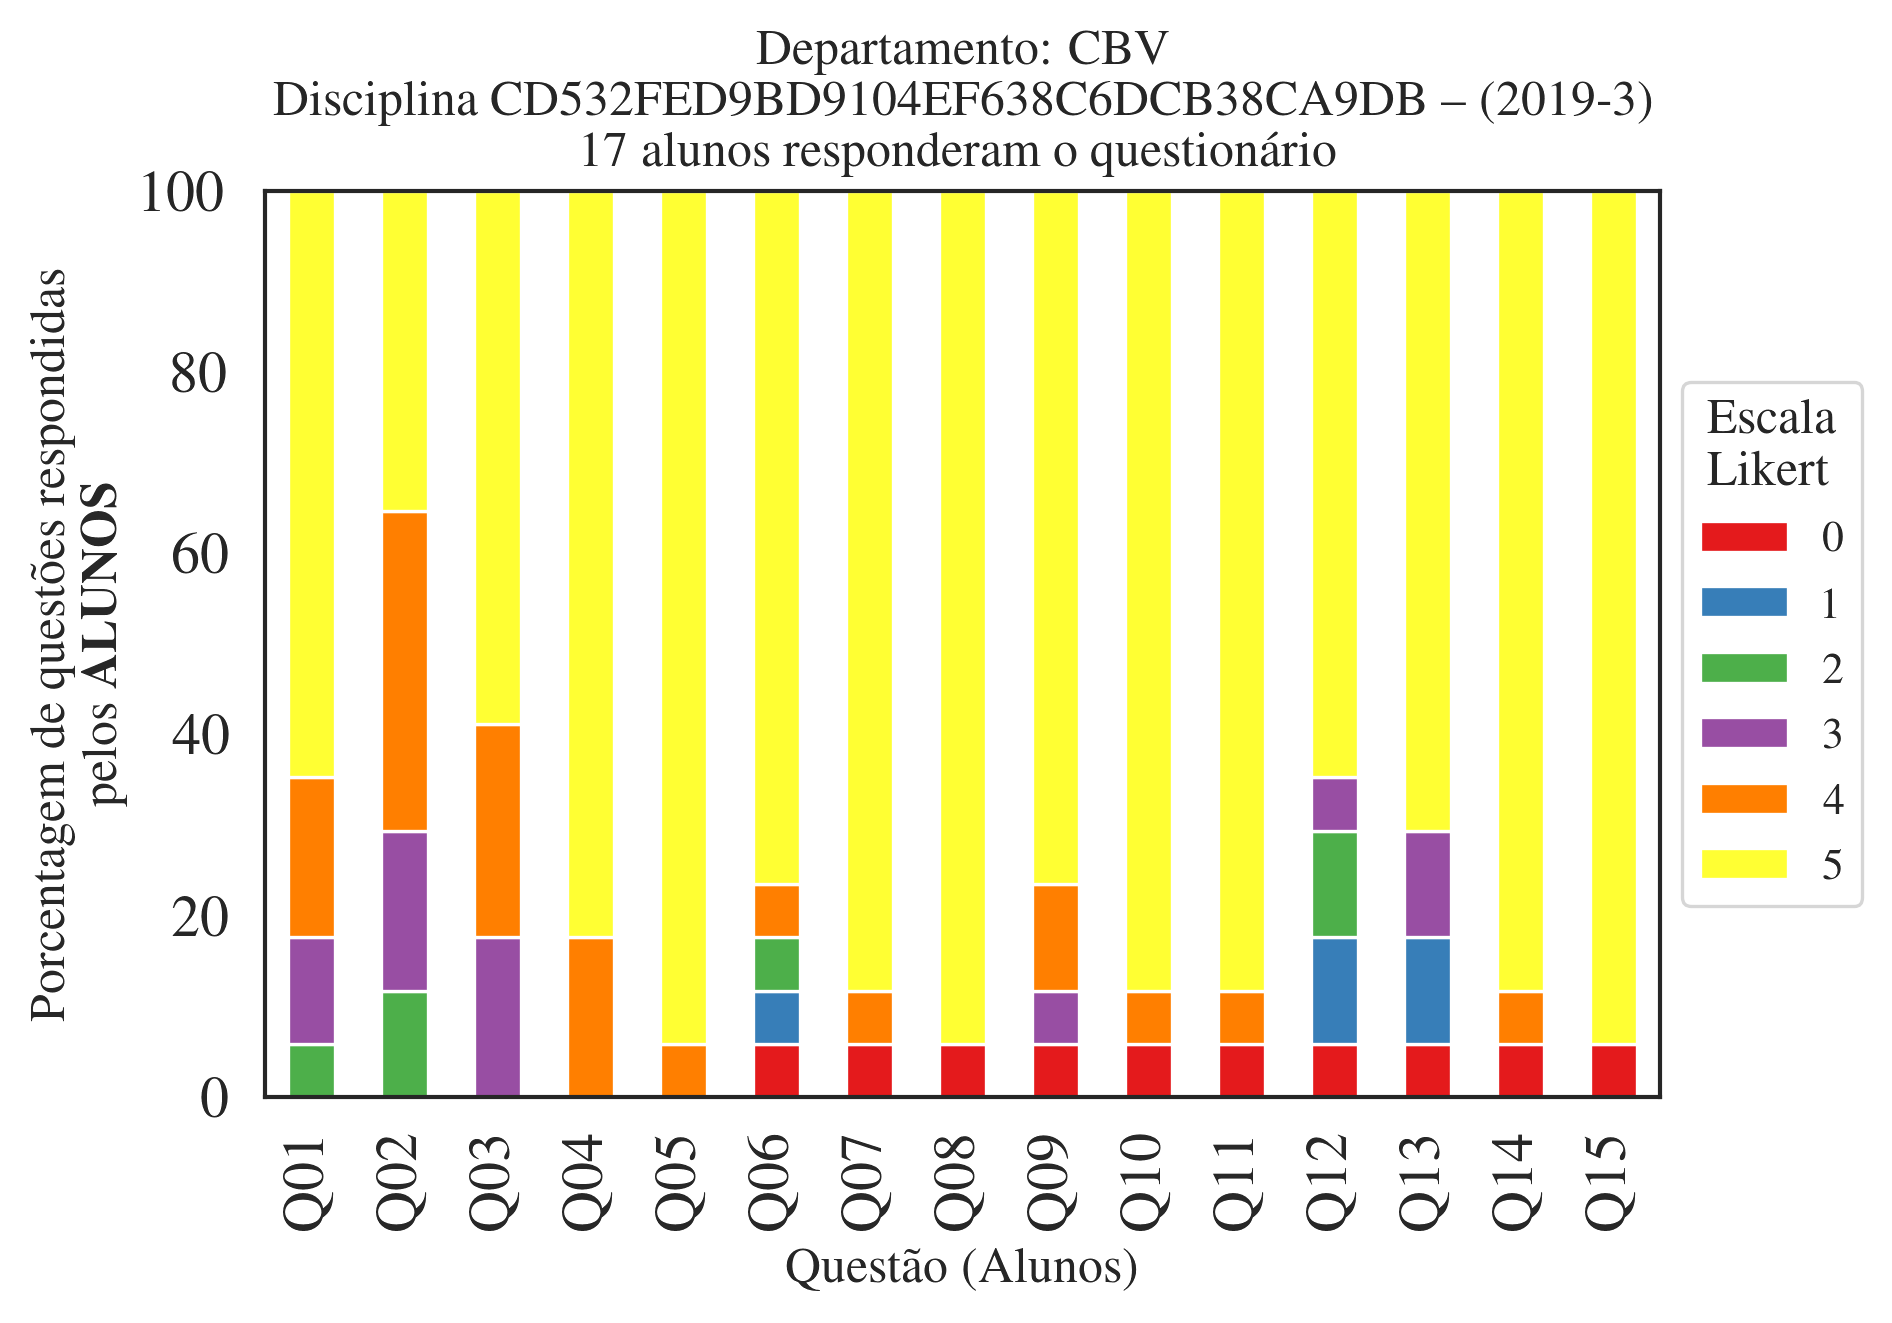 Departamento: CBV
Disciplina CD532FED9BD9104EF638C6DCB38CA9DB – (2019-3)
17 alunos responderam o questionário
Porcentagem de questões respondidas
pelos ALUNOS
100
80
60
40
20
0
Q01
Q02
Q03
Q04
Q05
Q06
Q07
Q08
Q09
Q10
Q11
Q12
Q13
Q14
Q15
Questão (Alunos)
Escala
Likert
0
1
2
3
4
5